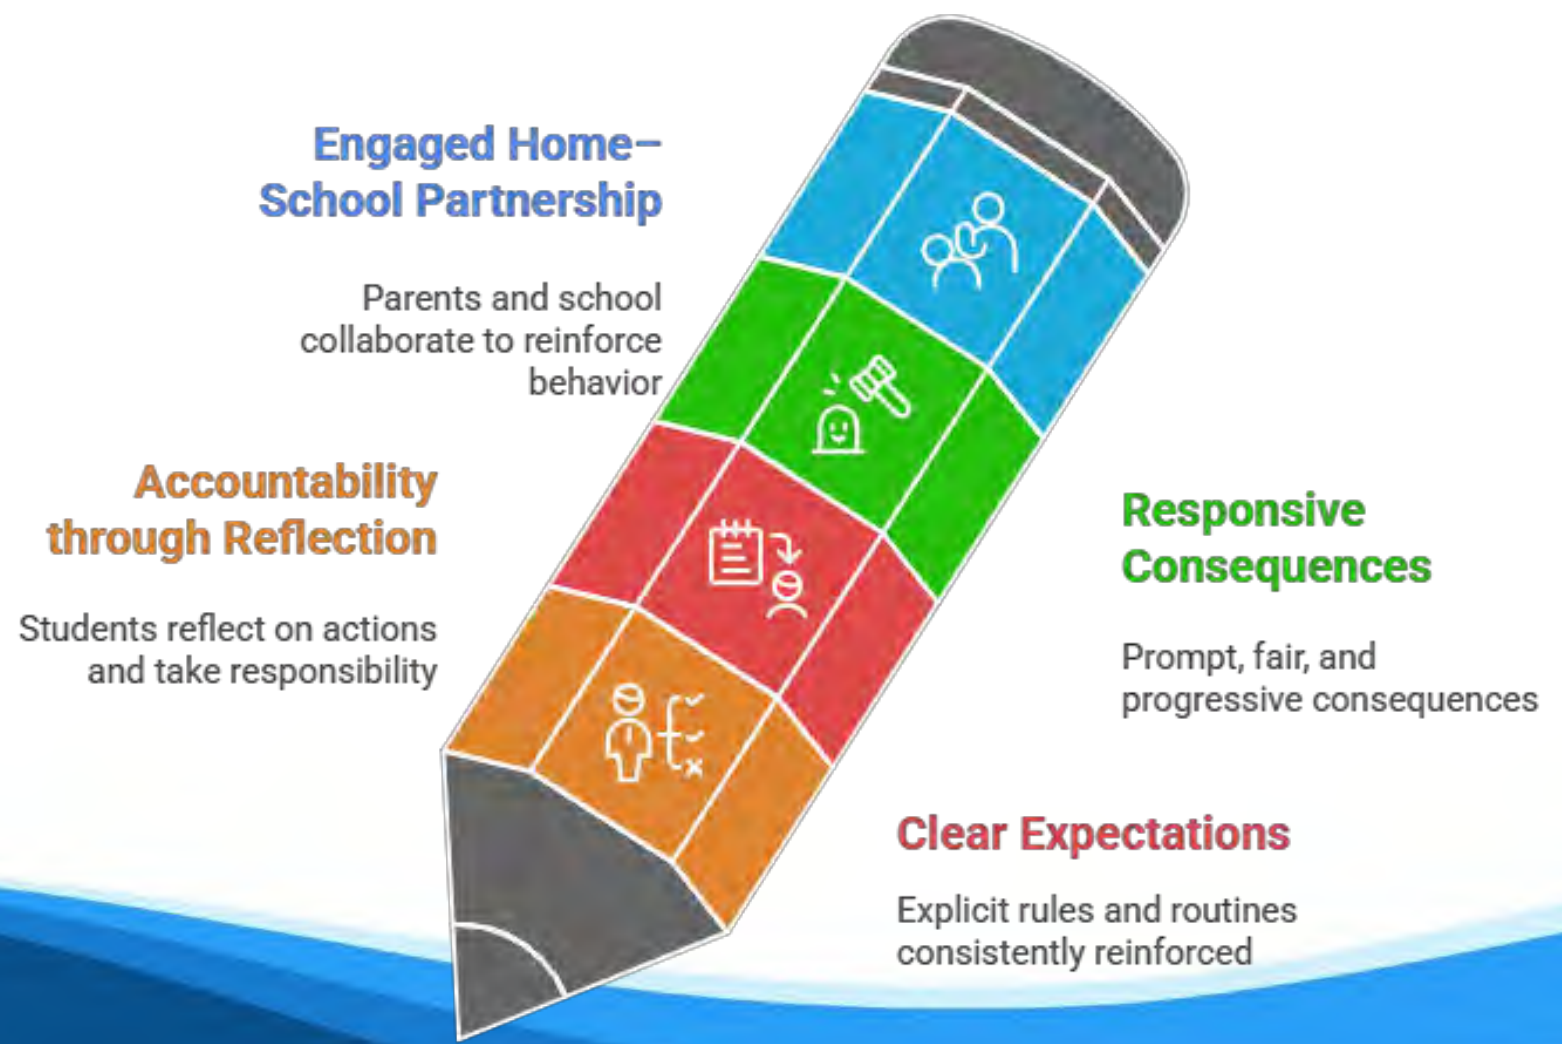 Engaged Home–
School Partnership
Parents and school
collaborate to reinforce
behavior
Accountability
through Reflection
Students reflect on actions
and take responsibility
Responsive
Consequences
Prompt, fair, and
progressive consequences
Clear Expectations
Explicit rules and routines
consistently reinforced